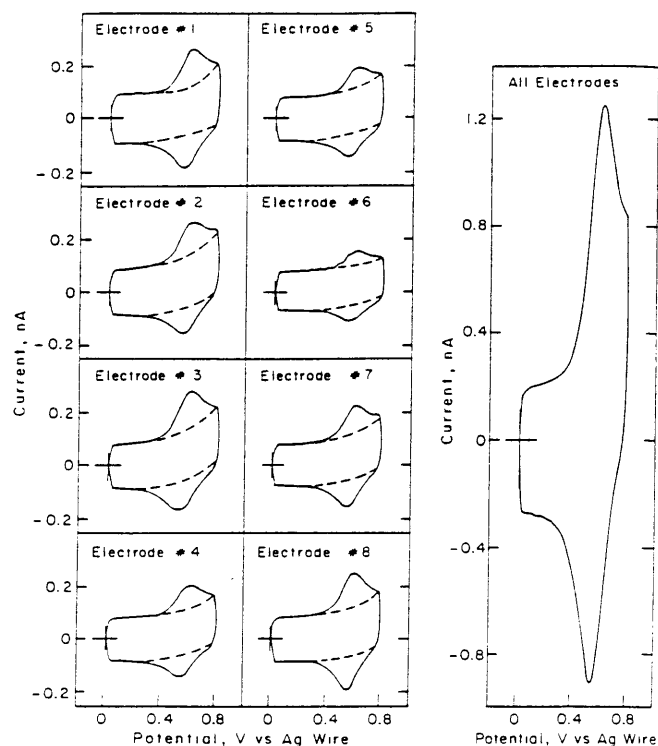 Electrode # 1
Electrode # 5
0.2
0
-0.2
Electrode # 2
Electrode # 6
0.2
0
-0.2
Electrode # 3
Electrode # 7
0.2
0
-0.2
Electrode # 4
Electrode # 8
0.2
0
-0.2
0 0.4 0.8
0 0.4 0.8
Current, nA
Potential, V vs Ag Wire
All Electrodes
1.2
0.8
0.4
0
-0.4
-0.8
0 0.4 0.8
Current, nA
Potential, V vs Ag Wire